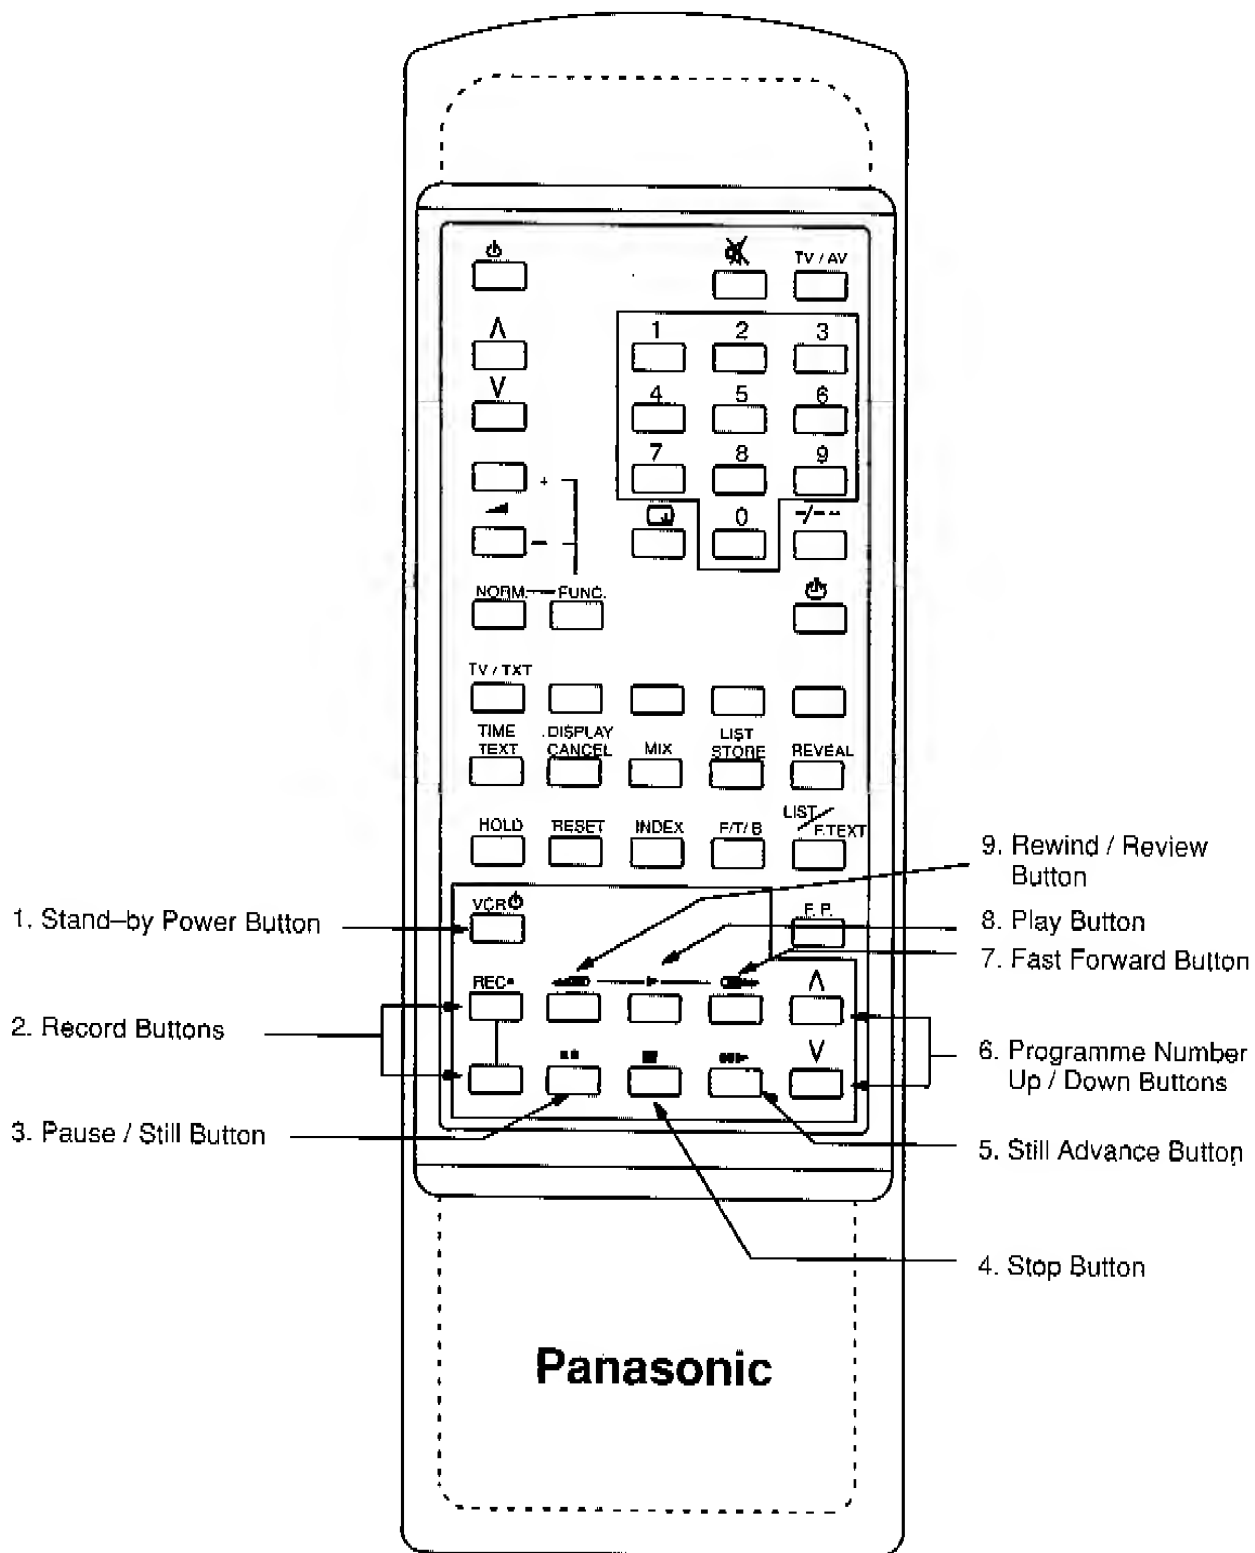 TV / AV
1 2 3
4 5 6
7 8 9
+
0 -/--
−
NORM. FUNC.
TV / TXT
TIME DISPLAY LIST
TEXT CANCEL MIX STORE REVEAL
LIST
HOLD RESET INDEX F/T/B F.TEXT
9. Rewind / Review
Button
VCR F.P.
1. Stand-by Power Button
8. Play Button
7. Fast Forward Button
REC
2. Record Buttons
6. Programme Number
Up / Down Buttons
3. Pause / Still Button
5. Still Advance Button
4. Stop Button
Panasonic